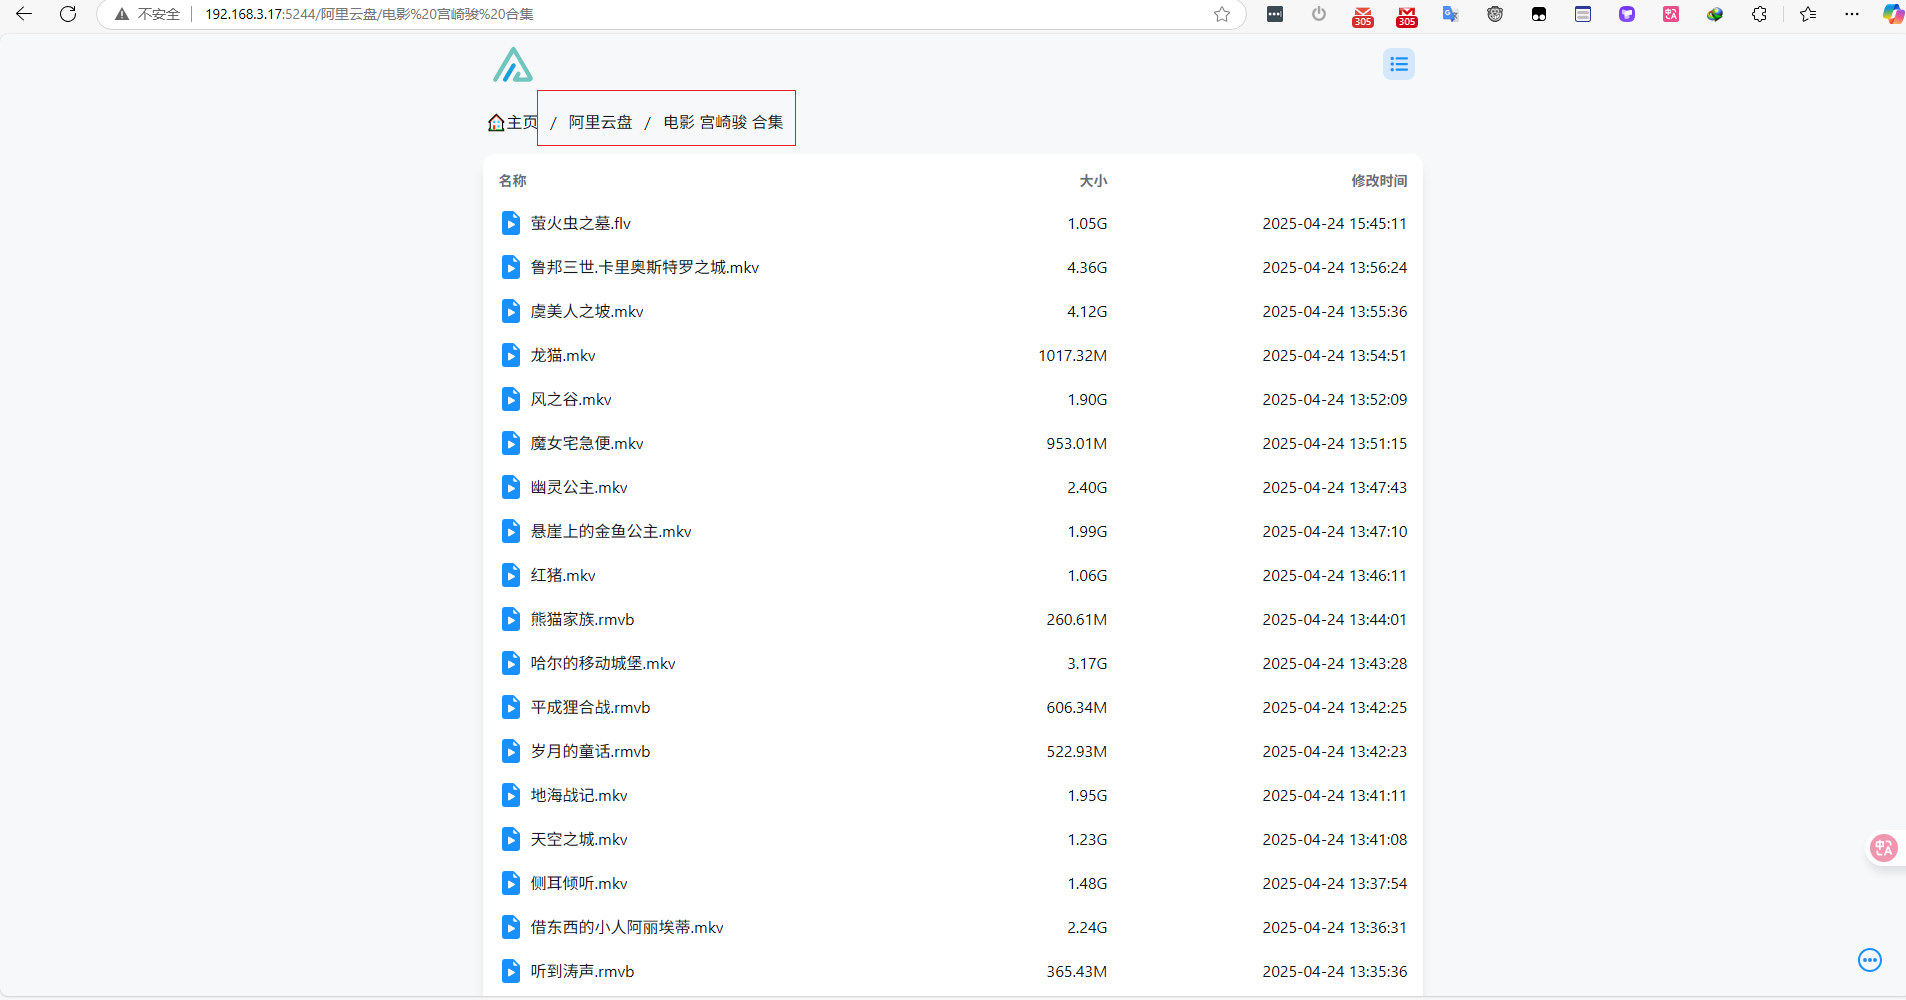 不安全 192.168.3.17:5244/阿里云盘/电影%20宫崎骏%20合集
305 305
主页 / 阿里云盘 / 电影 宫崎骏 合集
名称 大小 修改时间
萤火虫之墓.flv 1.05G 2025-04-24 15:45:11
鲁邦三世.卡里奥斯特罗之城.mkv 4.36G 2025-04-24 13:56:24
虞美人之坡.mkv 4.12G 2025-04-24 13:55:36
龙猫.mkv 1017.32M 2025-04-24 13:54:51
风之谷.mkv 1.90G 2025-04-24 13:52:09
魔女宅急便.mkv 953.01M 2025-04-24 13:51:15
幽灵公主.mkv 2.40G 2025-04-24 13:47:43
悬崖上的金鱼公主.mkv 1.99G 2025-04-24 13:47:10
红猪.mkv 1.06G 2025-04-24 13:46:11
熊猫家族.rmvb 260.61M 2025-04-24 13:44:01
哈尔的移动城堡.mkv 3.17G 2025-04-24 13:43:28
平成狸合战.rmvb 606.34M 2025-04-24 13:42:25
岁月的童话.rmvb 522.93M 2025-04-24 13:42:23
地海战记.mkv 1.95G 2025-04-24 13:41:11
天空之城.mkv 1.23G 2025-04-24 13:41:08
侧耳倾听.mkv 1.48G 2025-04-24 13:37:54
借东西的小人阿丽埃蒂.mkv 2.24G 2025-04-24 13:36:31
听到涛声.rmvb 365.43M 2025-04-24 13:35:36